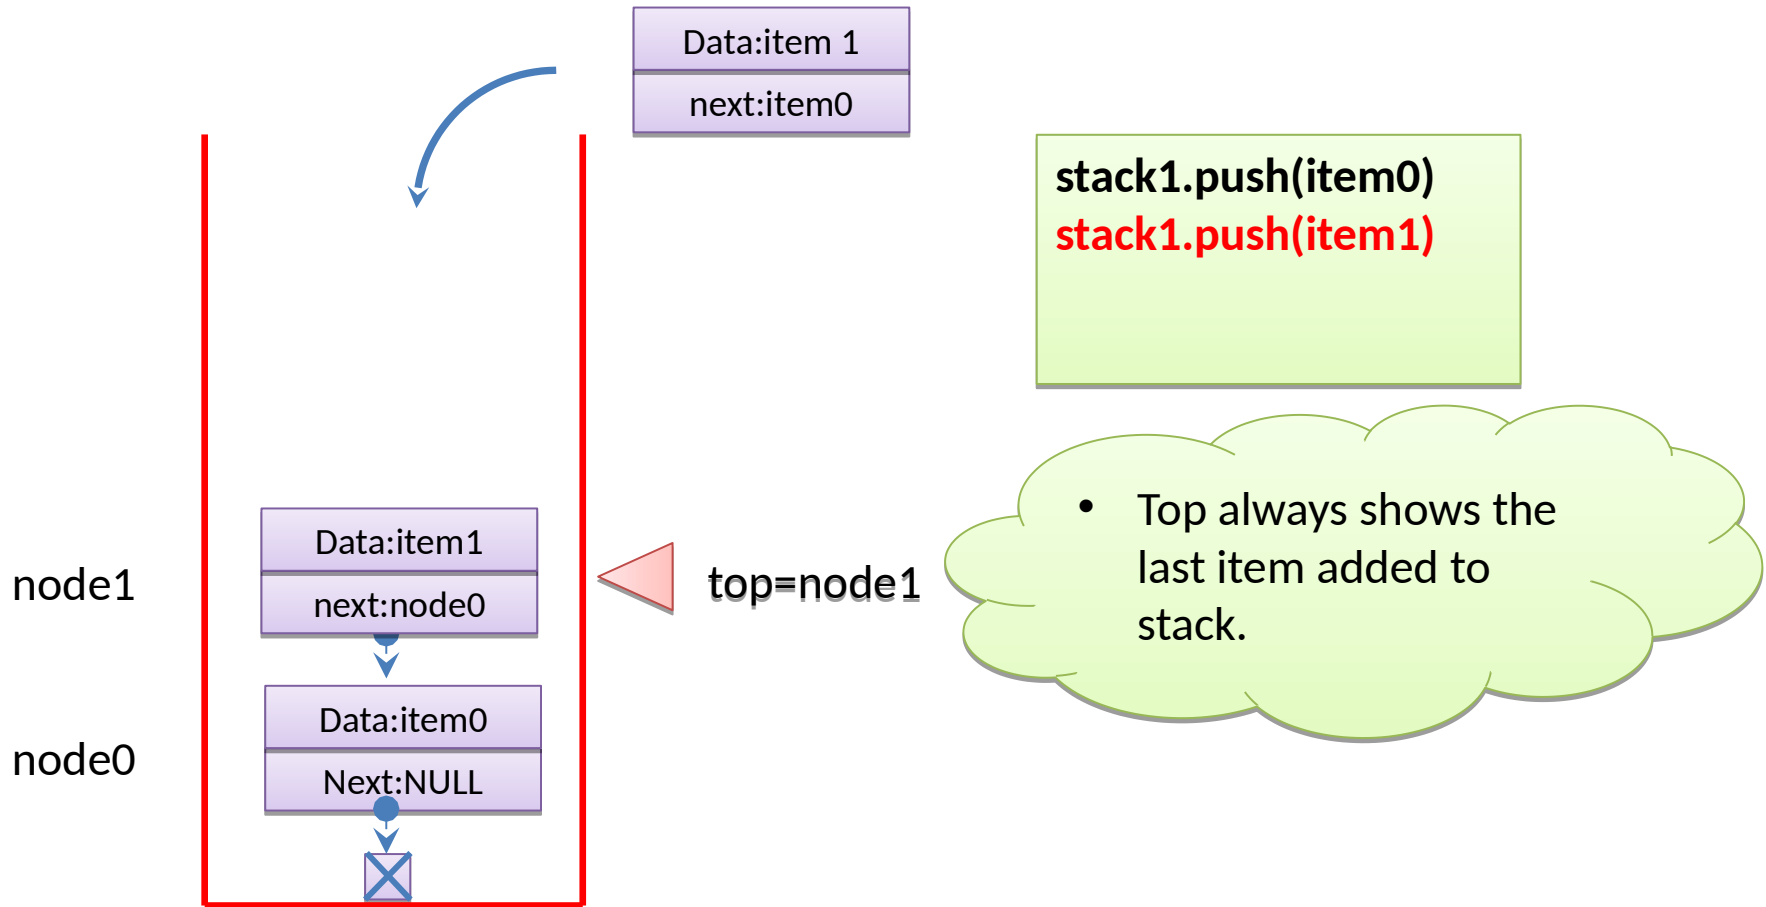 Data:item 1
next:item0
stack1.push(item0)
stack1.push(item1)
Data:item1
next:node0
node1
top=node1
• Top always shows the
last item added to
stack.
Data:item0
Next:NULL
node0